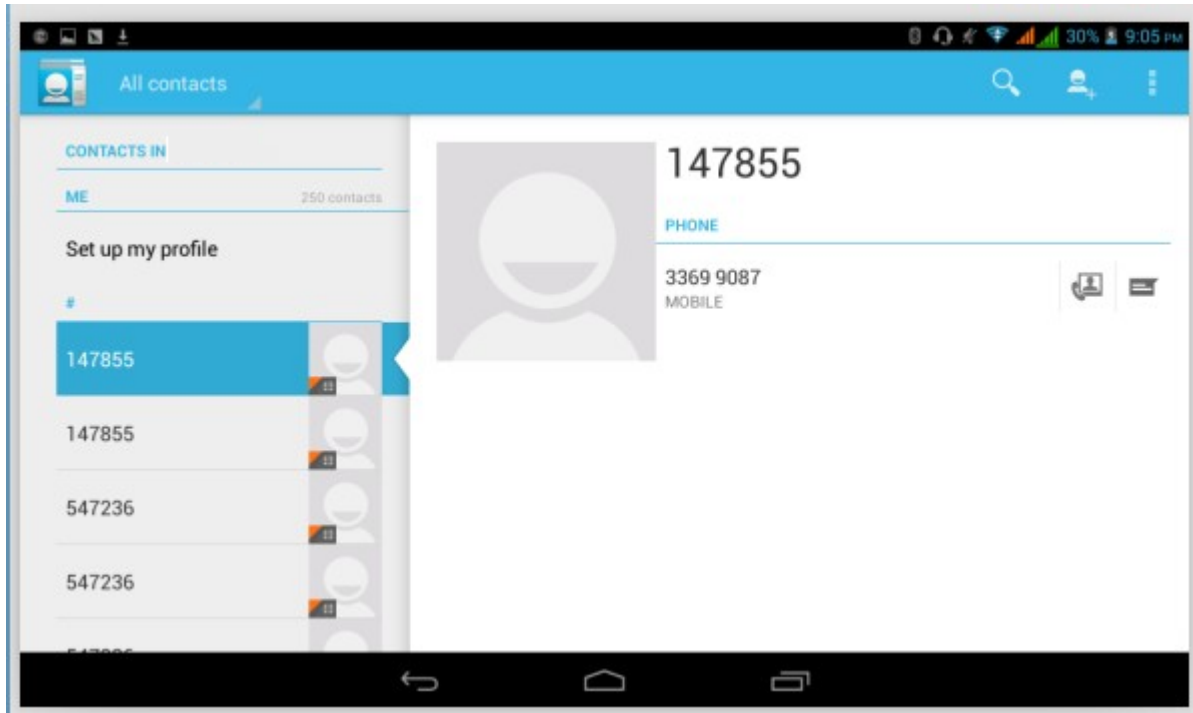 30% 9:05 PM
All contacts
CONTACTS IN
ME 250 contacts
Set up my profile
#
147855
147855
547236
547236
147855
PHONE
3369 9087
MOBILE